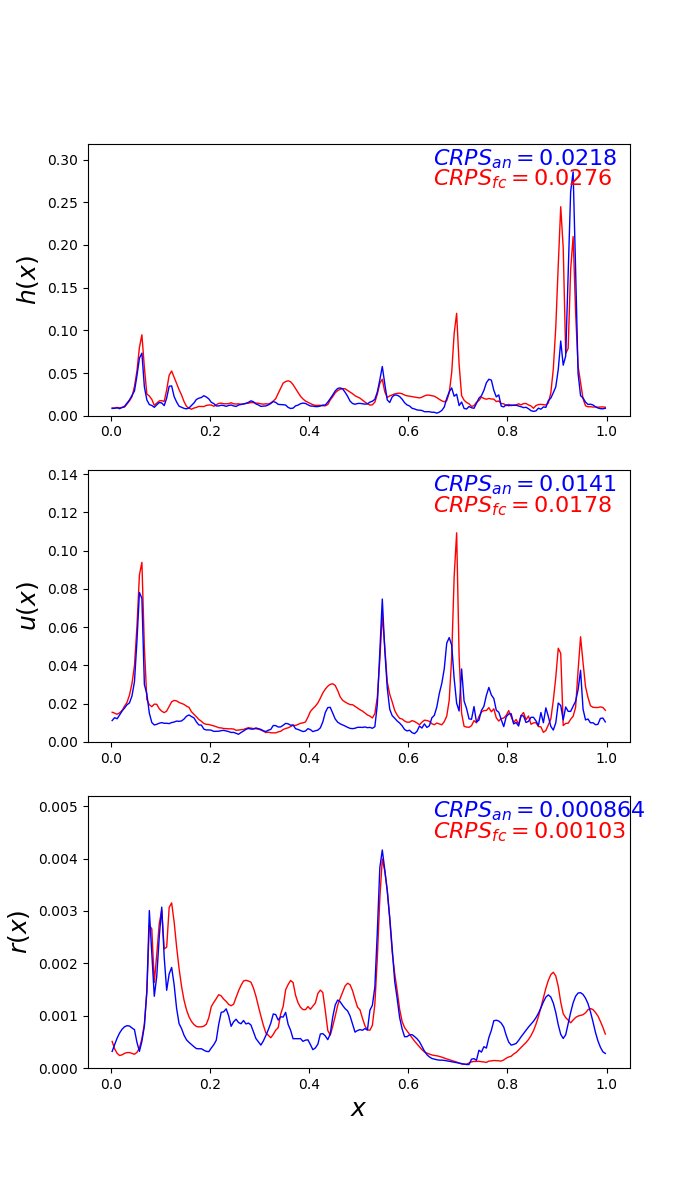 CRPS_an = 0.0218
CRPS_fc = 0.0276
0.30
0.25
0.20
0.15
0.10
0.05
0.00
h(x)
0.0 0.2 0.4 0.6 0.8 1.0
CRPS_an = 0.0141
CRPS_fc = 0.0178
0.14
0.12
0.10
0.08
0.06
0.04
0.02
0.00
u(x)
0.0 0.2 0.4 0.6 0.8 1.0
CRPS_an = 0.000864
CRPS_fc = 0.00103
0.005
0.004
0.003
0.002
0.001
0.000
r(x)
0.0 0.2 0.4 0.6 0.8 1.0
x